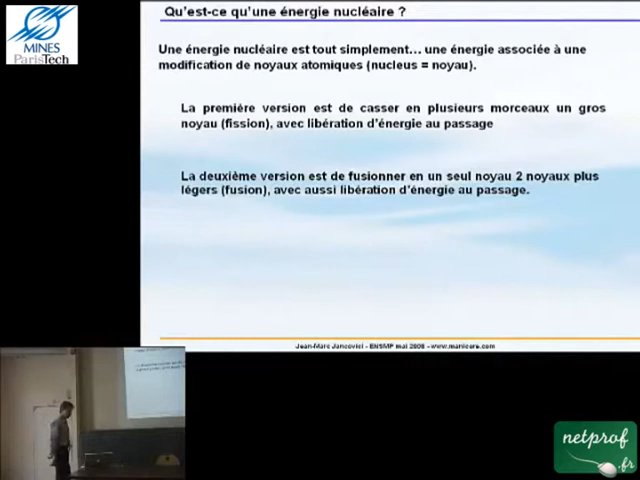 Qu'est-ce qu'une énergie nucléaire ?
MINES
ParisTech
Une énergie nucléaire est tout simplement... une énergie associée à une
modification de noyaux atomiques (nucleus = noyau).
La première version est de casser en plusieurs morceaux un gros
noyau (fission), avec libération d'énergie au passage
La deuxième version est de fusionner en un seul noyau 2 noyaux plus
légers (fusion), avec aussi libération d'énergie au passage.
Jean-Marc Jancovici - ENSMP mai 2008 - www.manicore.com
netprof
.fr